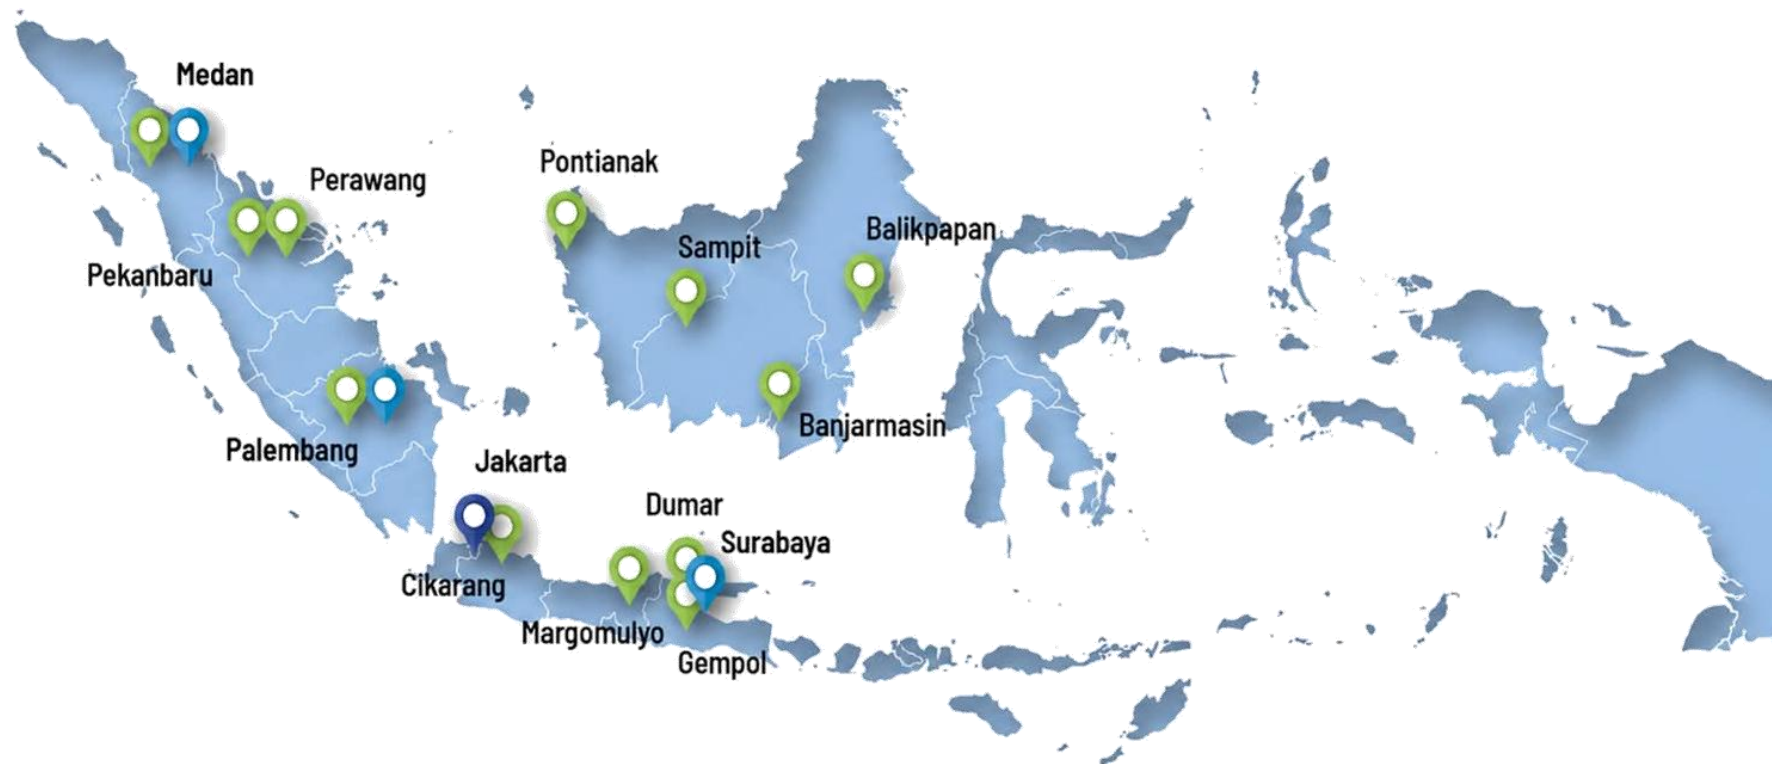 Medan
Perawang
Pekanbaru
Pontianak
Sampit
Balikpapan
Banjarmasin
Palembang
Jakarta
Cikarang
Dumar
Surabaya
Margomulyo
Gempol